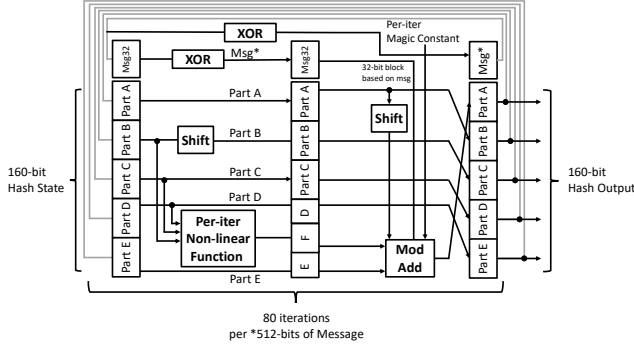 XOR
Per-iter
Magic Constant
Msg32
XOR
Msg*
Msg32
32-bit block
based on msg
Msg*
Part A
Part A
Part A
Part A
Shift
Part B
Shift
Part B
Part B
Part B
160-bit
Hash State
Part C
Part C
Part C
Part C
160-bit
Hash Output
Part D
Part D
D
Part D
Per-iter
Non-linear
Function
F
Mod
Add
Part E
Part E
E
Part E
80 iterations
per *512-bits of Message